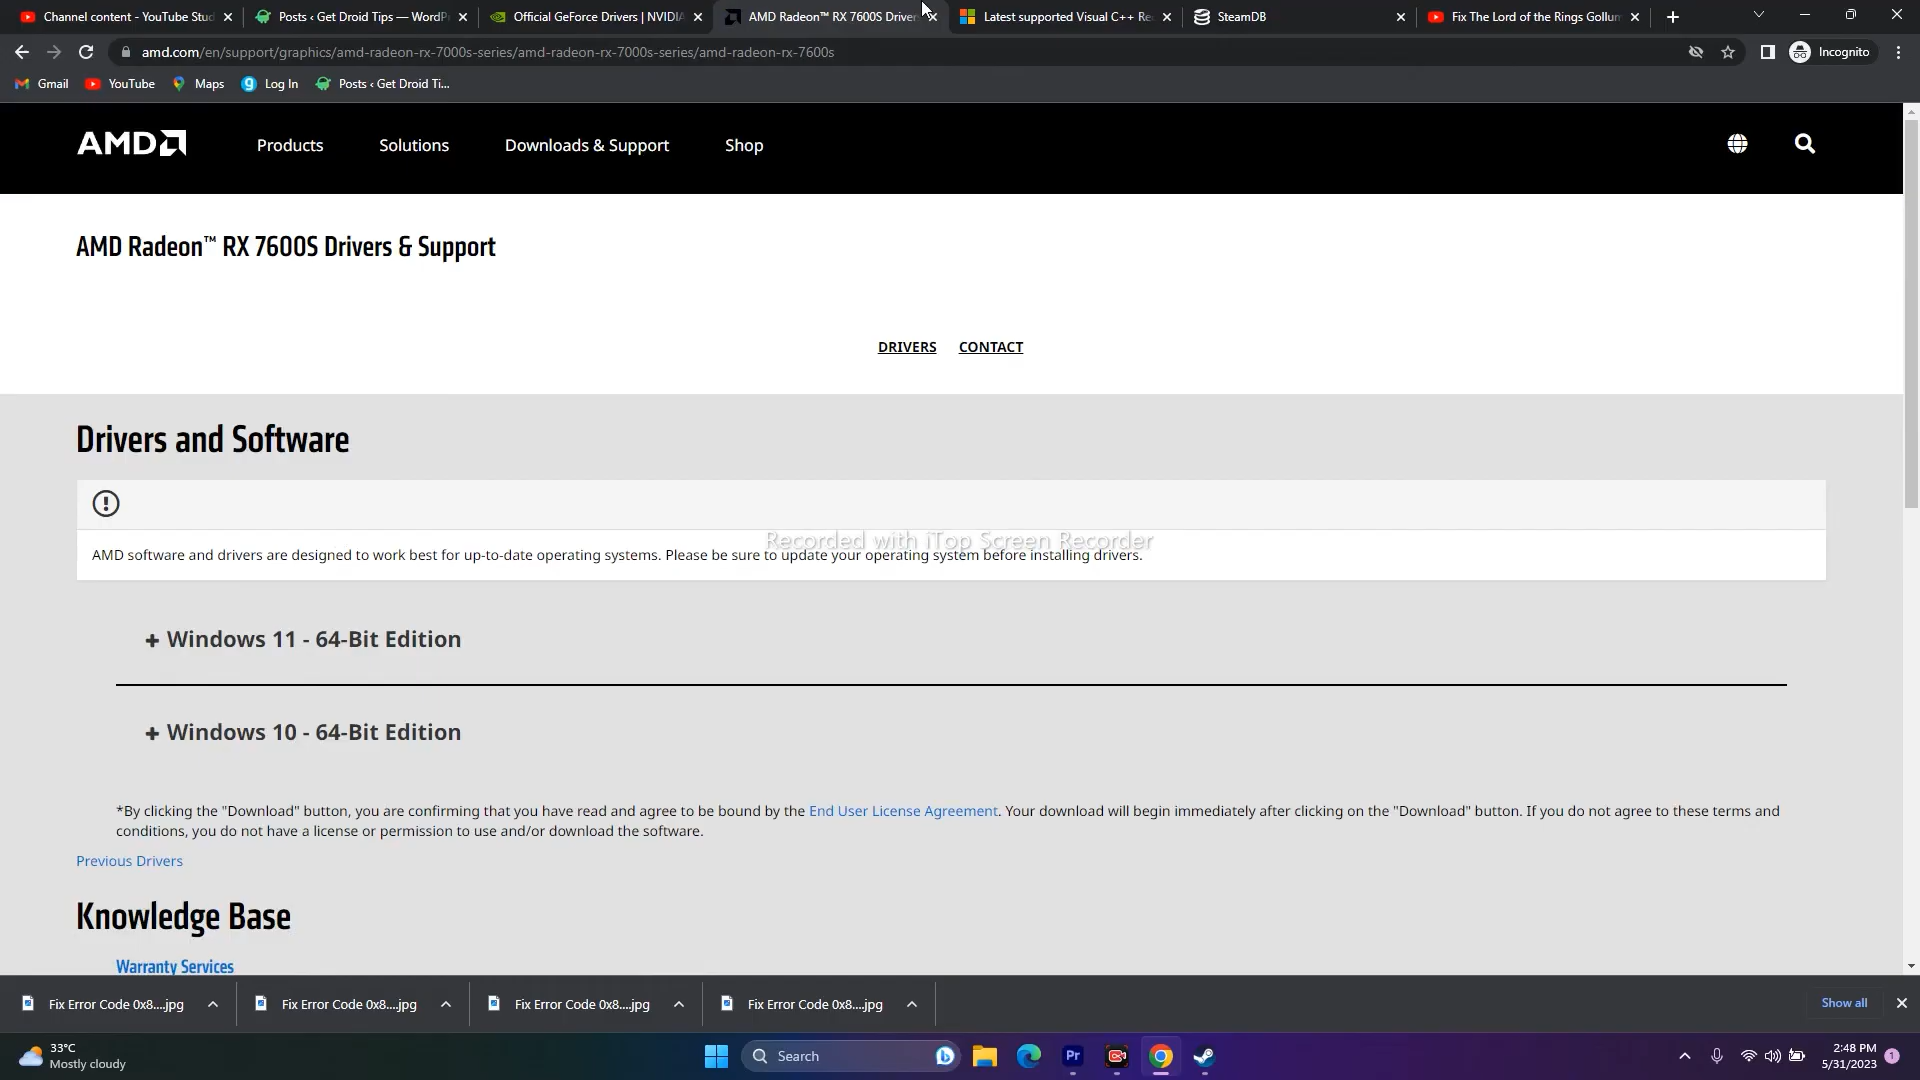 Channel content - YouTube Stud
Posts ‹ Get Droid Tips — WordP
Official GeForce Drivers | NVIDIA
AMD Radeon™ RX 7600S Driver
Latest supported Visual C++ Re
SteamDB
Fix The Lord of the Rings Gollum
amd.com/en/support/graphics/amd-radeon-rx-7000s-series/amd-radeon-rx-7000s-series/amd-radeon-rx-7600s
Incognito
Gmail
YouTube
Maps
Log In
Posts ‹ Get Droid Ti...
AMD
Products
Solutions
Downloads & Support
Shop
AMD Radeon™ RX 7600S Drivers & Support
DRIVERS
CONTACT
Drivers and Software
Recorded with iTop Screen Recorder
AMD software and drivers are designed to work best for up-to-date operating systems. Please be sure to update your operating system before installing drivers.
+ Windows 11 - 64-Bit Edition
+ Windows 10 - 64-Bit Edition
*By clicking the "Download" button, you are confirming that you have read and agree to be bound by the End User License Agreement. Your download will begin immediately after clicking on the "Download" button. If you do not agree to these terms and
conditions, you do not have a license or permission to use and/or download the software.
Previous Drivers
Knowledge Base
Warranty Services
Fix Error Code 0x8....jpg
Fix Error Code 0x8....jpg
Fix Error Code 0x8....jpg
Fix Error Code 0x8....jpg
Show all
33°C
Mostly cloudy
Search
Pr
2:48 PM
5/31/2023
1